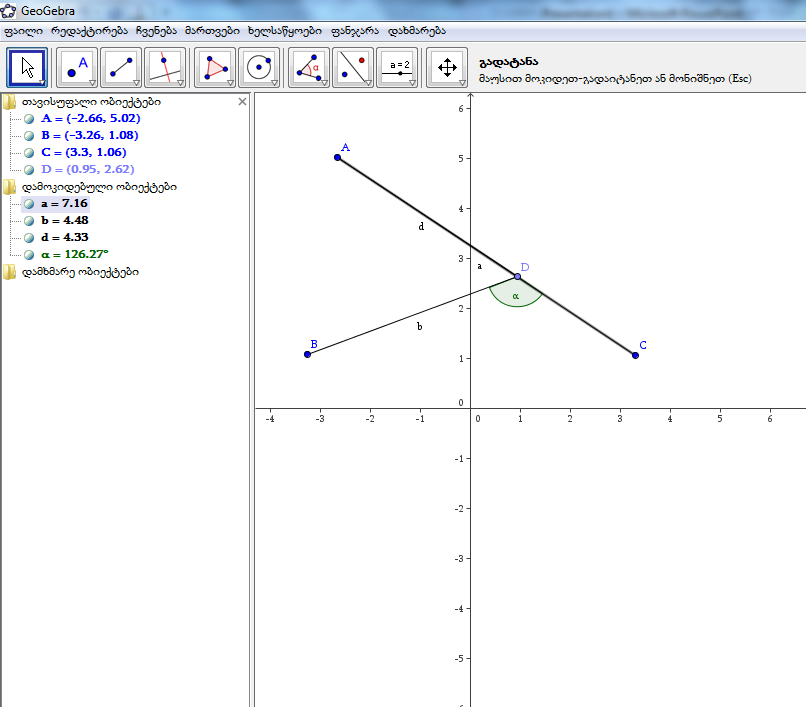 GeoGebra
ფაილი რედაქტირება ჩვენება მართვები ხელსაწყოები ფანჯარა დახმარება
A α a = 2
გადატანა
მაუსით მოკიდეთ-გადაიტანეთ ან მონიშნეთ (Esc)
თავისუფალი ობიექტები
A = (-2.66, 5.02)
B = (-3.26, 1.08)
C = (3.3, 1.06)
D = (0.95, 2.62)
დამოკიდებული ობიექტები
a = 7.16
b = 4.48
d = 4.33
α = 126.27°
დამხმარე ობიექტები
6
A
5
4
d
3
a D
α
2
b
B C
1
0
-4 -3 -2 -1 0 1 2 3 4 5 6
-1
-2
-3
-4
-5